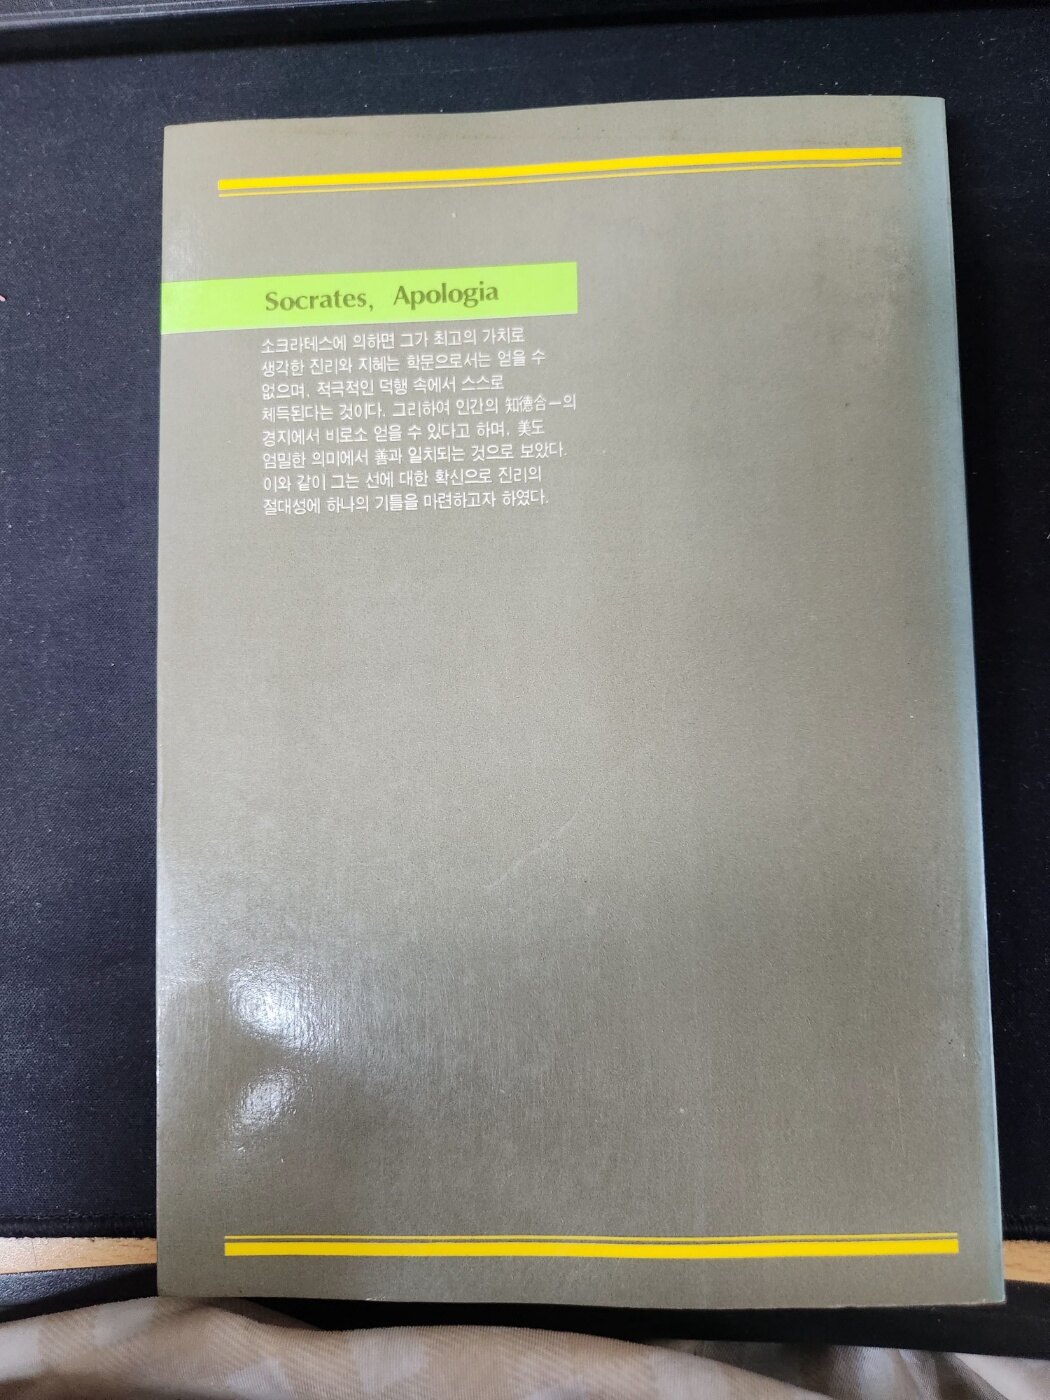 Socrates, Apologia
소크라테스에 의하면 그가 최고의 가치로
생각한 진리와 지혜는 학문으로서는 얻을 수
없으며, 적극적인 덕행 속에서 스스로
체득된다는 것이다. 그리하여 인간의 知德合一의
경지에서 비로소 얻을 수 있다고 하며, 美도
엄밀한 의미에서 善과 일치되는 것으로 보았다.
이와 같이 그는 선에 대한 확신으로 진리의
절대성에 하나의 기틀을 마련하고자 하였다.